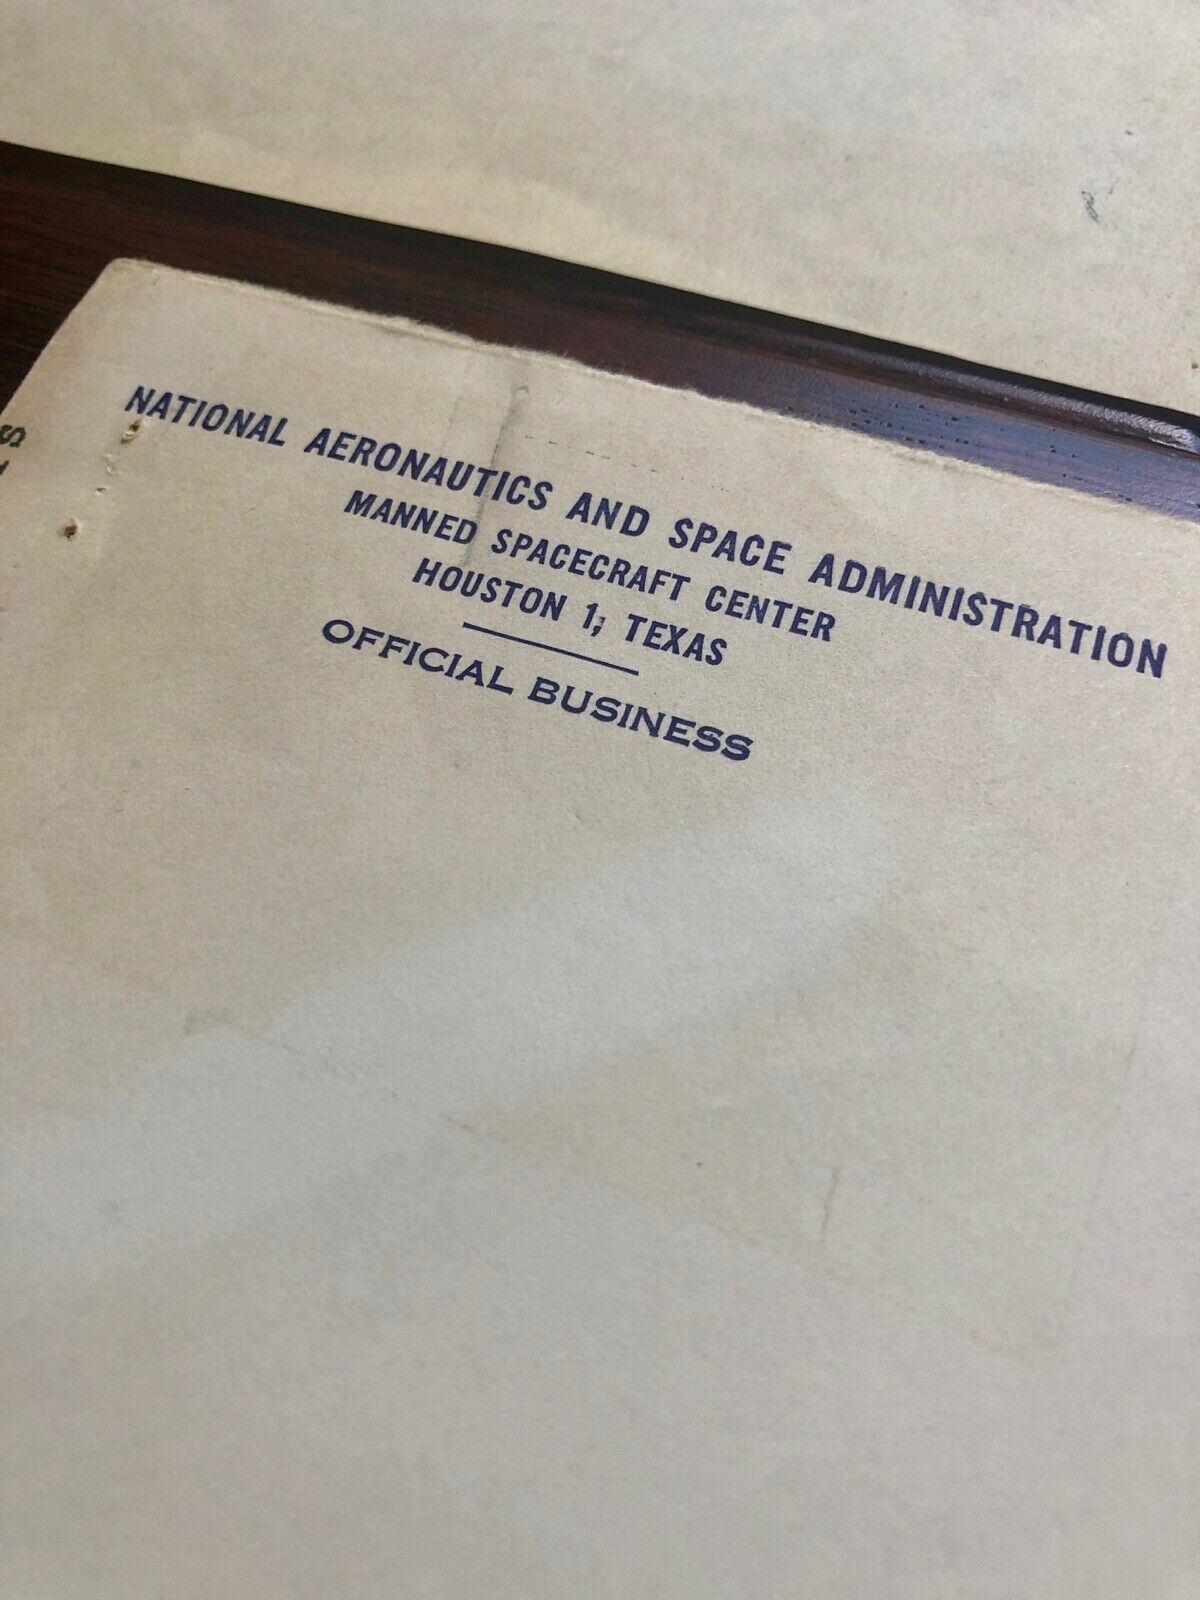 NATIONAL AERONAUTICS AND SPACE ADMINISTRATION
MANNED SPACECRAFT CENTER
HOUSTON 1, TEXAS
OFFICIAL BUSINESS